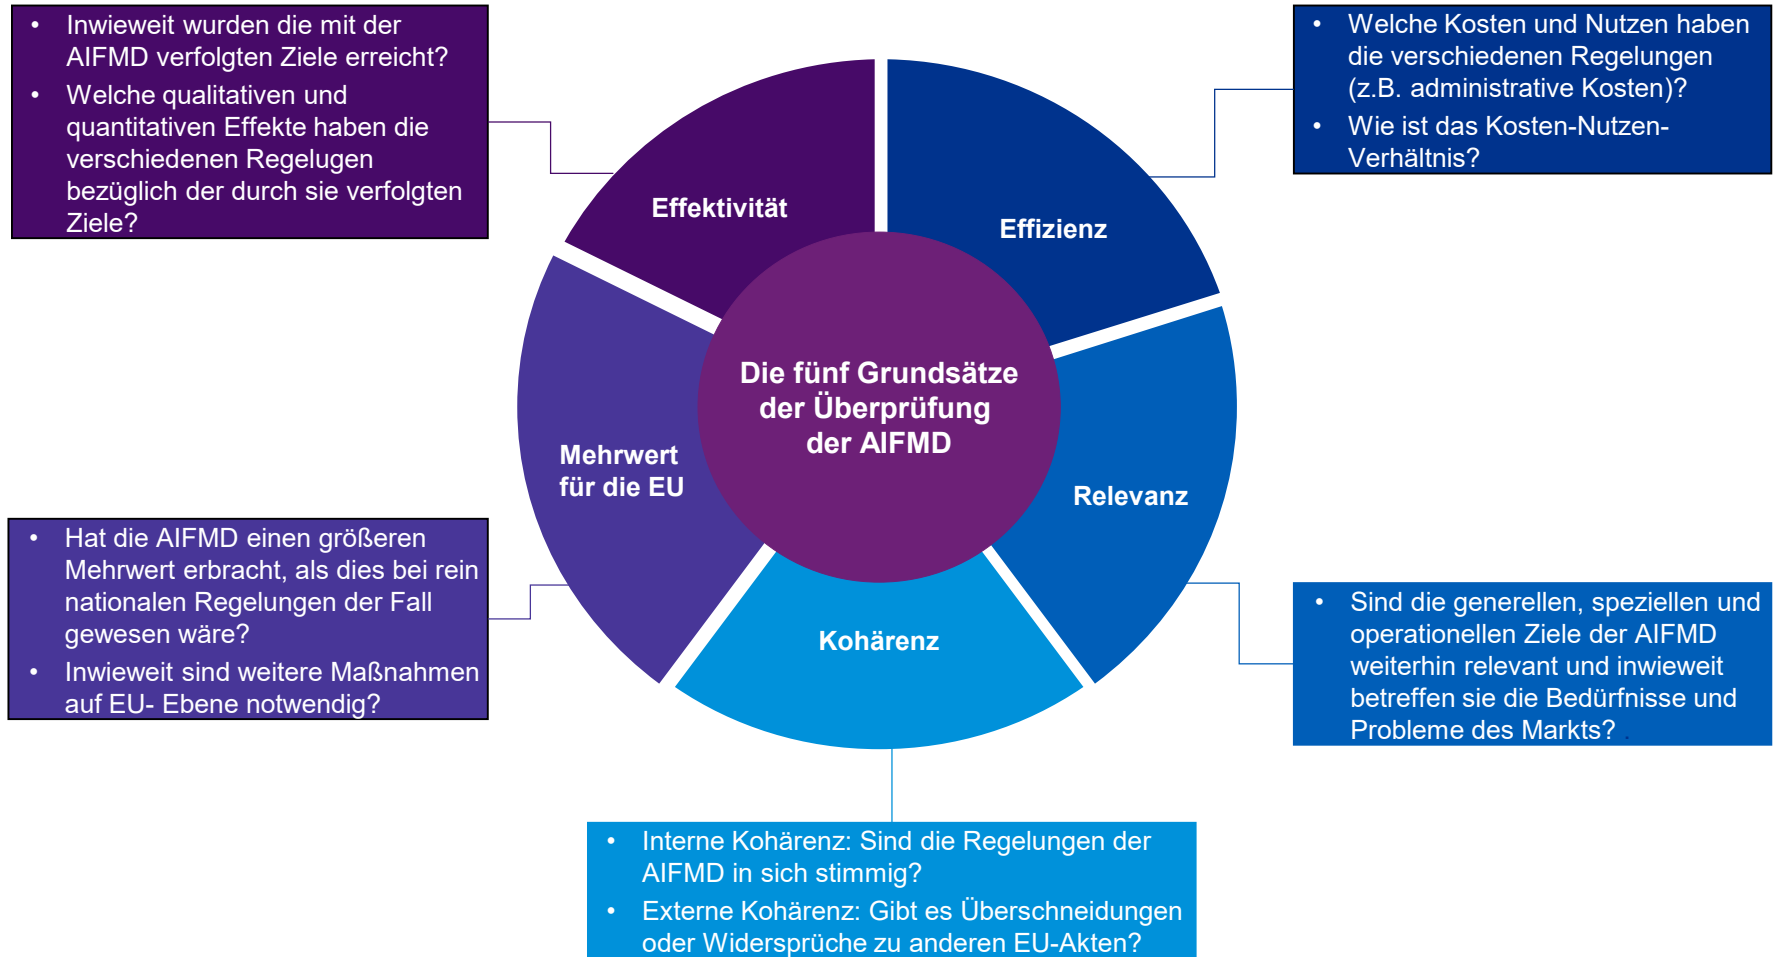 • Inwieweit wurden die mit der
AIFMD verfolgten Ziele erreicht?
• Welche qualitativen und
quantitativen Effekte haben die
verschiedenen Regelugen
bezüglich der durch sie verfolgten
Ziele?
• Welche Kosten und Nutzen haben
die verschiedenen Regelungen
(z.B. administrative Kosten)?
• Wie ist das Kosten-Nutzen-
Verhältnis?
Effektivität
Effizienz
Die fünf Grundsätze
der Überprüfung
der AIFMD
Mehrwert
für die EU
Relevanz
Kohärenz
• Hat die AIFMD einen größeren
Mehrwert erbracht, als dies bei rein
nationalen Regelungen der Fall
gewesen wäre?
• Inwieweit sind weitere Maßnahmen
auf EU- Ebene notwendig?
• Sind die generellen, speziellen und
operationellen Ziele der AIFMD
weiterhin relevant und inwieweit
betreffen sie die Bedürfnisse und
Probleme des Markts? .
• Interne Kohärenz: Sind die Regelungen der
AIFMD in sich stimmig?
• Externe Kohärenz: Gibt es Überschneidungen
oder Widersprüche zu anderen EU-Akten?